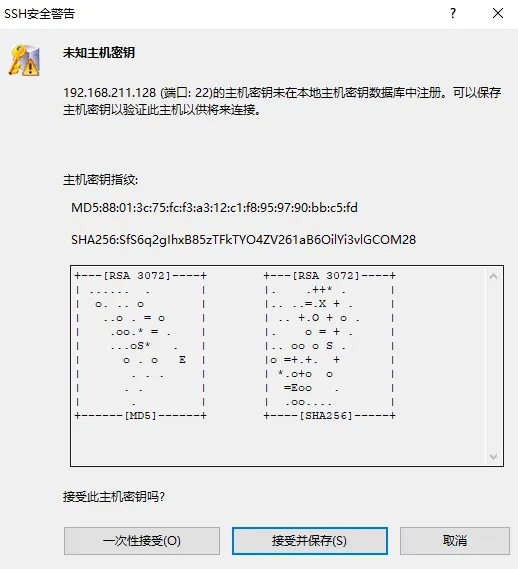 SSH安全警告
未知主机密钥
192.168.211.128 (端口: 22)的主机密钥未在本地主机密钥数据库中注册。可以保存
主机密钥以验证此主机以供将来连接。
主机密钥指纹:
MD5:88:01:3c:75:fc:f3:a3:12:c1:f8:95:97:90:bb:c5:fd
SHA256:SfS6q2gIhxB85zTFkTYO4ZV261aB6OilYi3vlGCOM28
+---[RSA 3072]----+        +---[RSA 3072]----+
| ......  .       |        |.    .++* .      |
|  o. .. o        |        |.. ..=.X + .     |
|   ..o . = o     |        | .. +.O + o .    |
|    .oo.* = .    |        |.    o = + .     |
|    ...oS*   .   |        |.. oo o S .      |
|      o . o   E  |        |o =+.+.  +       |
|       . . .     |        | *.o+o  o        |
|      . .        |        |  =Eoo   .       |
|       .         |        |  .oo....        |
+------[MD5]------+        +----[SHA256]-----+
接受此主机密钥吗?
一次性接受(O)
接受并保存(S)
取消